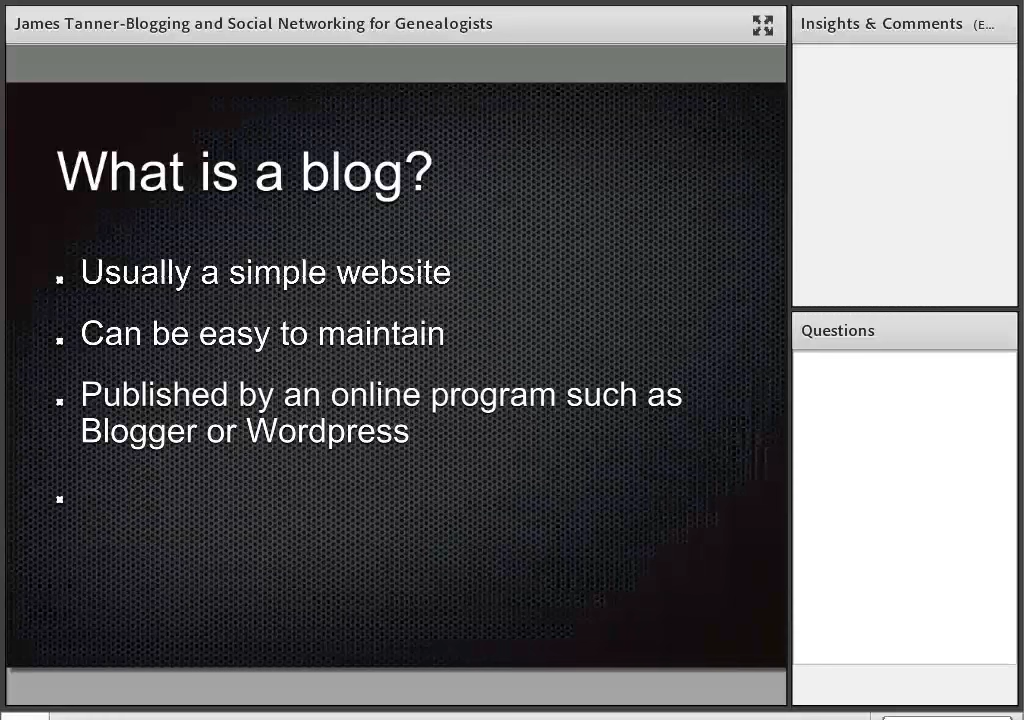 James Tanner-Blogging and Social Networking for Genealogists
Insights & Comments (E...
What is a blog?
Usually a simple website
Can be easy to maintain
Published by an online program such as
Blogger or Wordpress
Questions